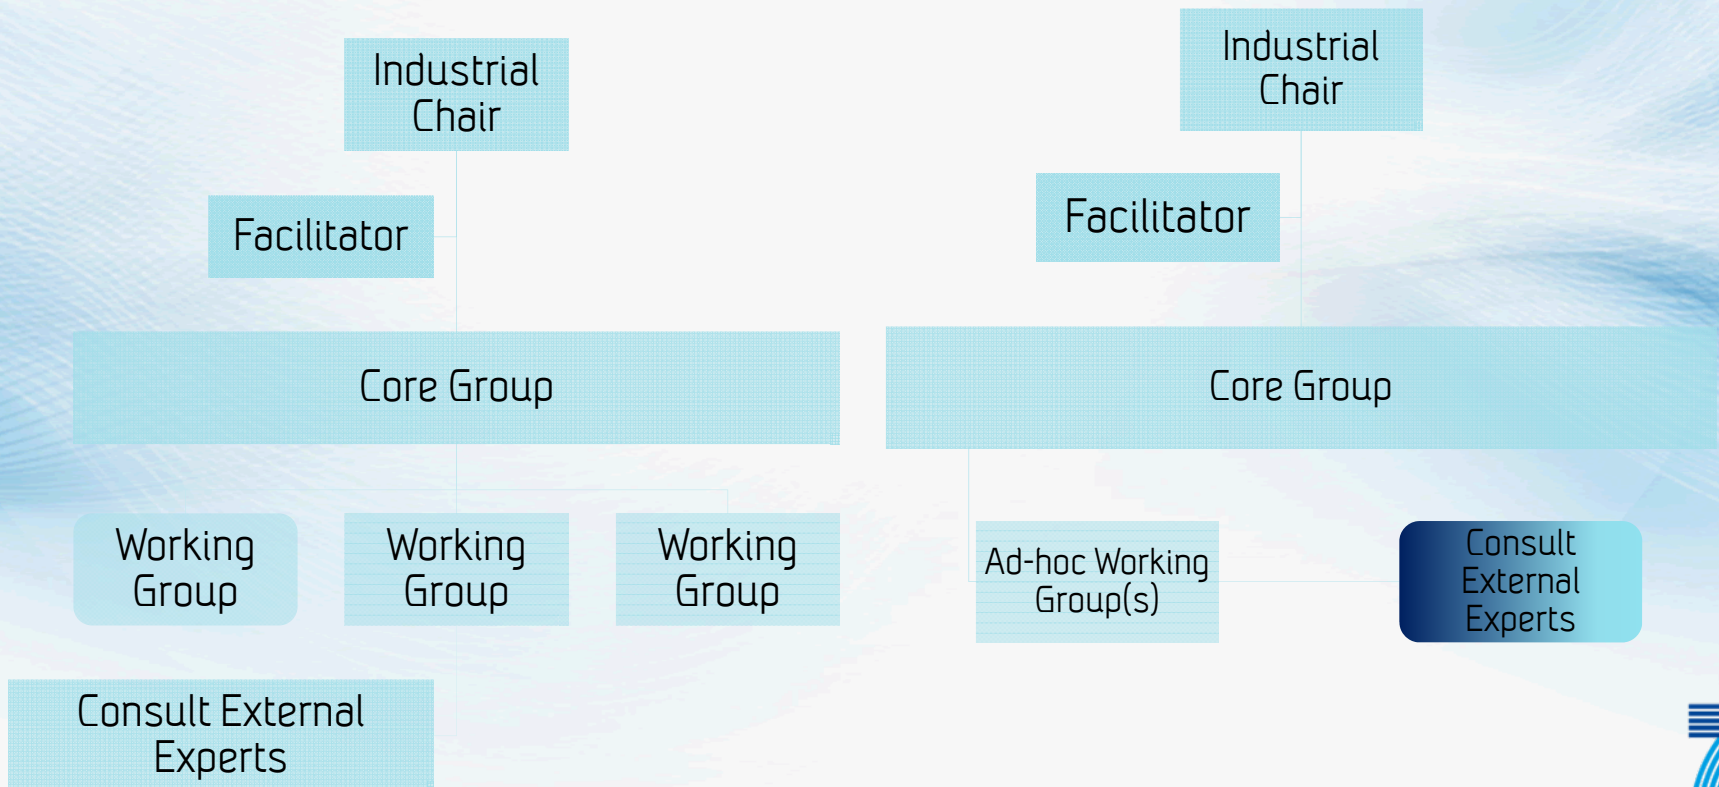 Industrial
Chair
Facilitator
Core Group
Working
Group
Working
Group
Working
Group
Consult External
Experts
Industrial
Chair
Facilitator
Core Group
Ad-hoc Working
Group(s)
Consult
External
Experts